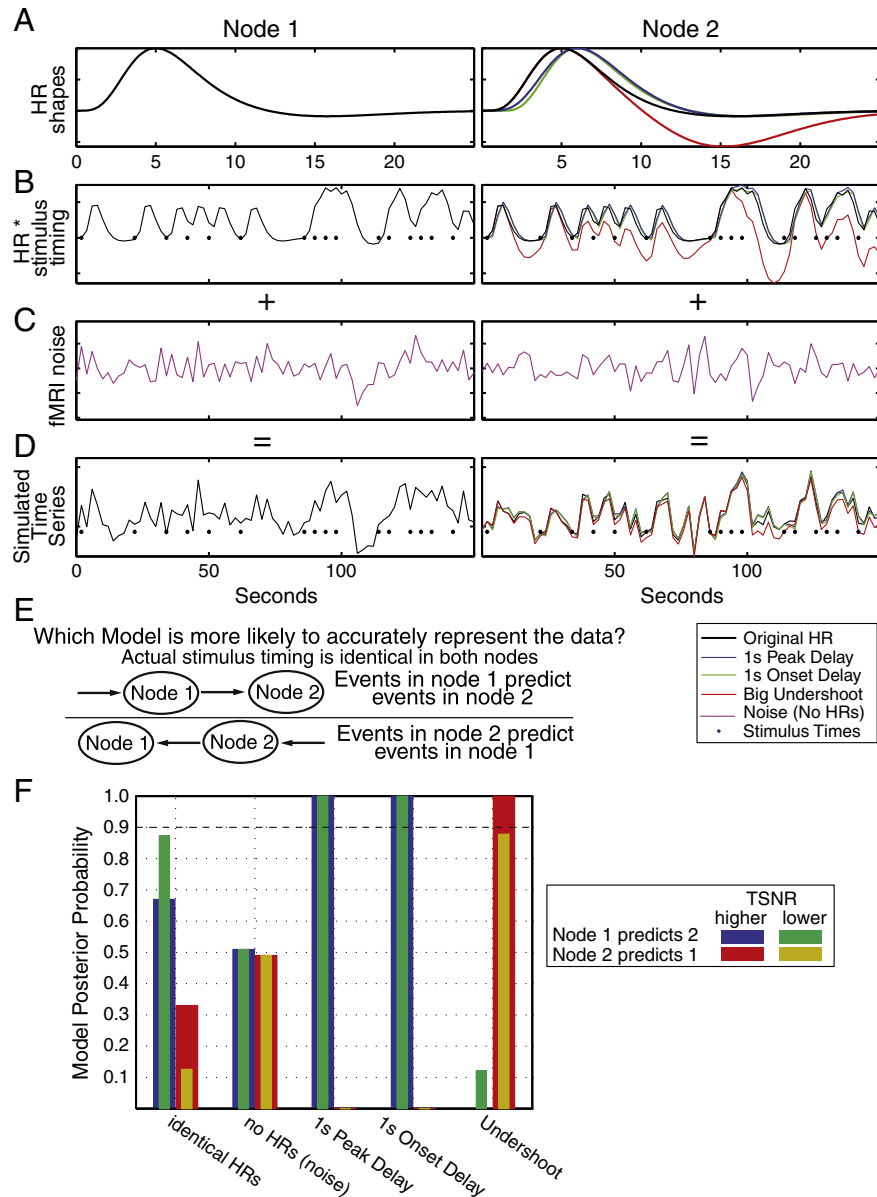 A
Node 1
Node 2
HR
shapes
0
5
10
15
20
5
10
15
20
B
HR*
stimulus
timing
+
+
C
fMRI noise
=
=
D
Simulated
Time
Series
0
50
100
0
50
100
Seconds
Seconds
E
Which Model is more likely to accurately represent the data?
Actual stimulus timing is identical in both nodes
Node 1
Node 2
Events in node 1 predict
events in node 2
Node 1
Node 2
Events in node 2 predict
events in node 1
Original HR
1s Peak Delay
1s Onset Delay
Big Undershoot
Noise (No HRs)
Stimulus Times
F
Model Posterior Probability
1.0
0.9
0.8
0.7
0.6
0.5
0.4
0.3
0.2
0.1
identical HRs
no HRs (noise)
1s Peak Delay
1s Onset Delay
Undershoot
TSNR
higher lower
Node 1 predicts 2
Node 2 predicts 1